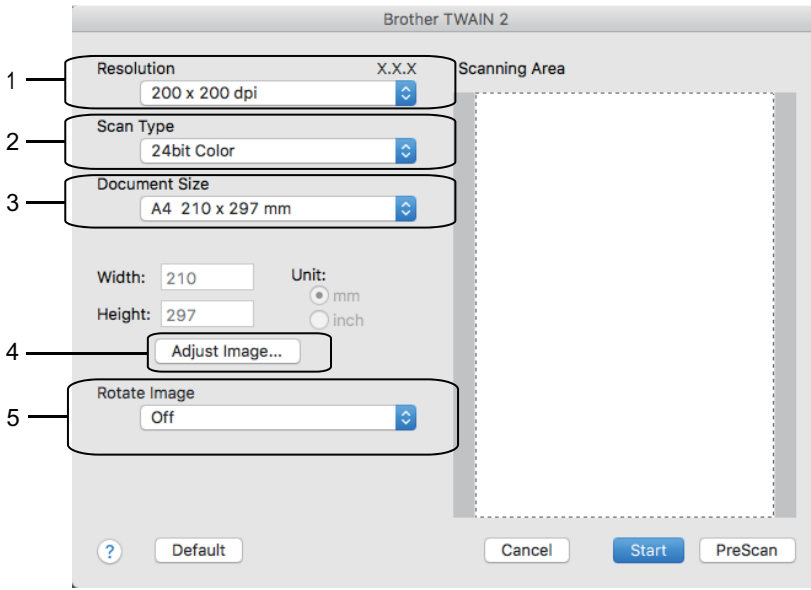 Brother TWAIN 2
1
Resolution X.X.X
200 x 200 dpi
2
Scan Type
24bit Color
3
Document Size
A4 210 x 297 mm
Width: 210
Height: 297
Unit:
mm
inch
4
Adjust Image...
5
Rotate Image
Off
Scanning Area
? Default Cancel Start PreScan